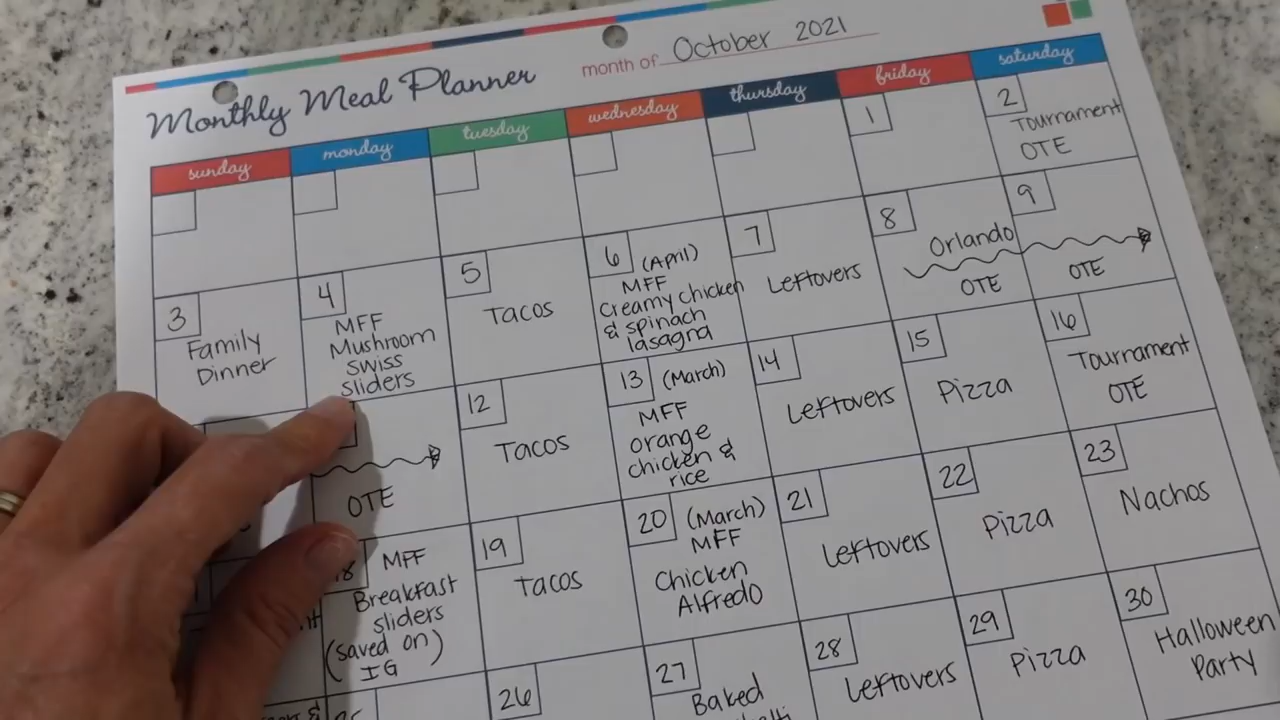 month of October 2021
Monthly Meal Planner
sunday monday tuesday wednesday thursday friday saturday
1
2
Tournament
OTE
3
Family
Dinner
4
MFF
Mushroom
Swiss
Sliders
5
Tacos
6 (April)
MFF
Creamy chicken
& spinach
lasagna
7
Leftovers
8
Orlando
OTE
9
OTE
OTE
12
Tacos
13 (March)
MFF
orange
chicken &
rice
14
Leftovers
15
Pizza
16
Tournament
OTE
MFF
Breakfast
sliders
(saved on)
IG
19
Tacos
20 (March)
MFF
Chicken
Alfredo
21
Leftovers
22
Pizza
23
Nachos
26
27
Baked
28
Leftovers
29
Pizza
30
Halloween
Party